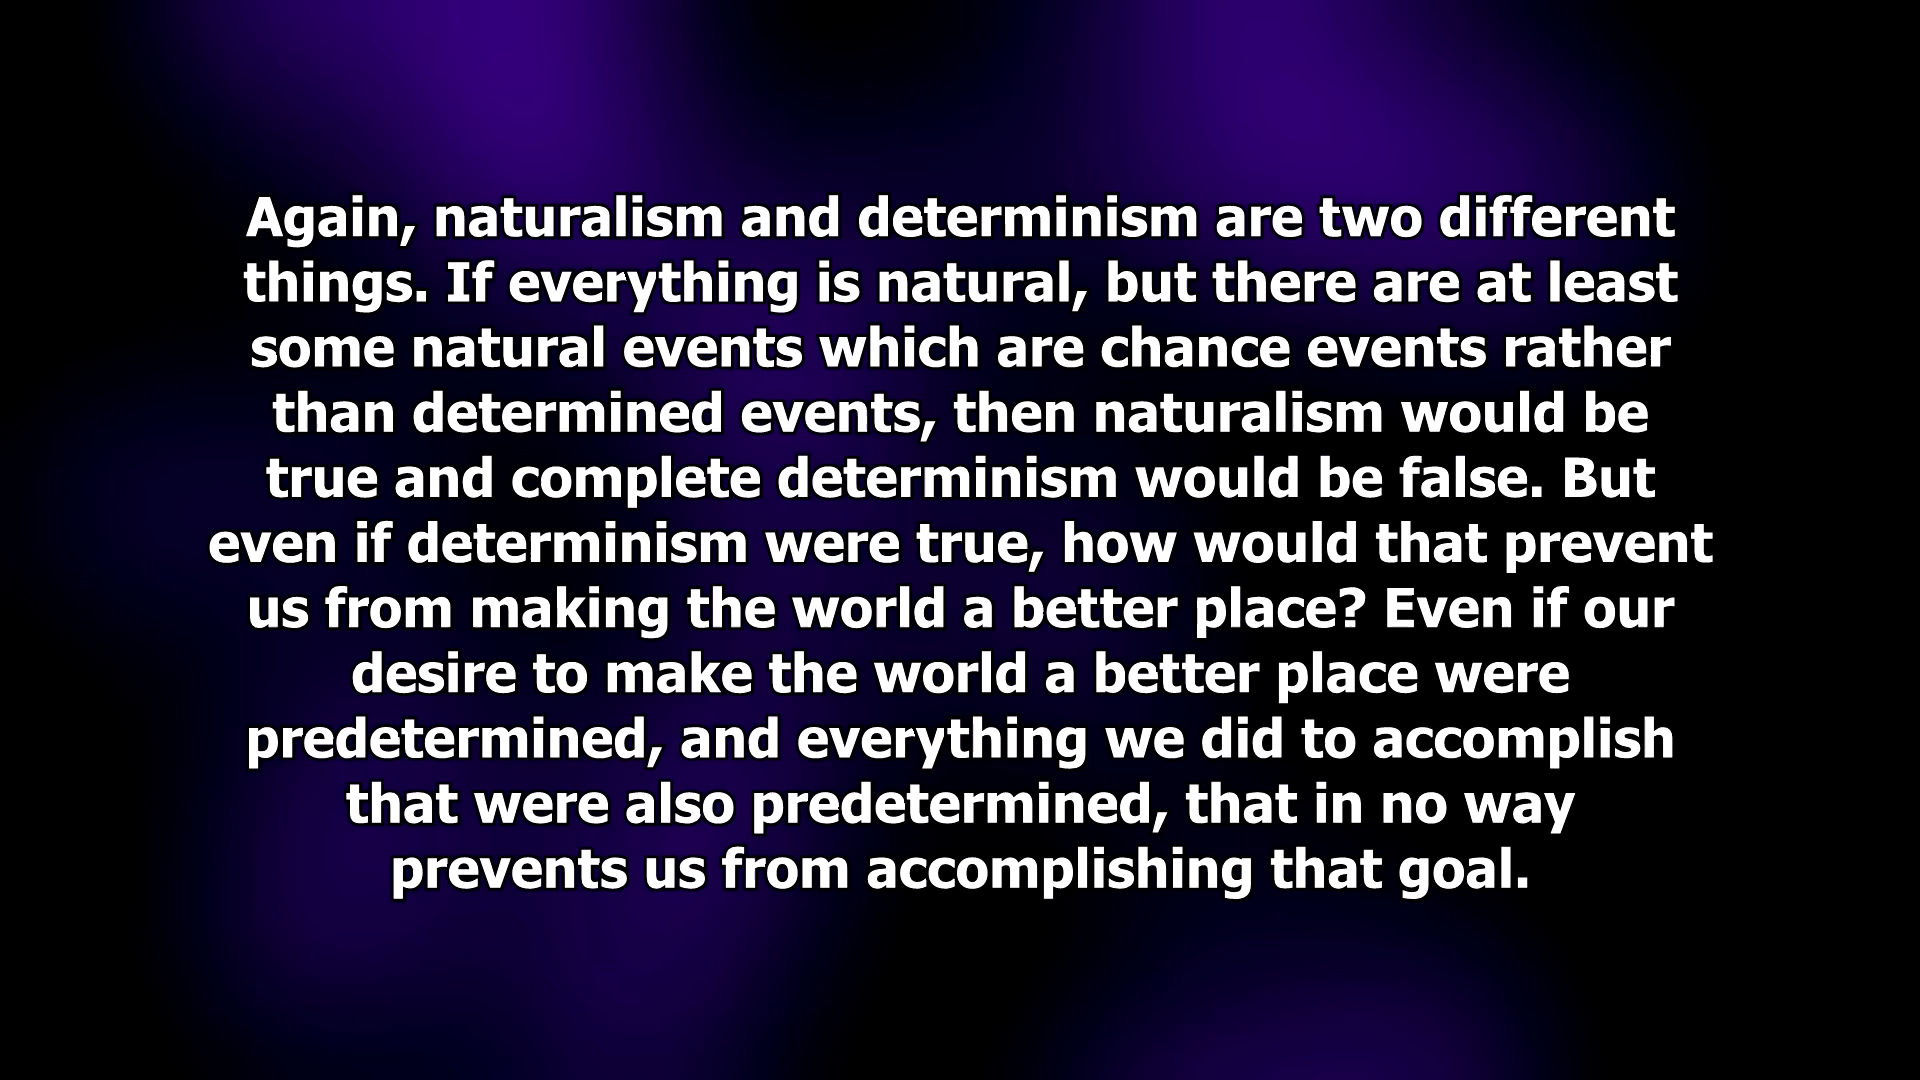 Again, naturalism and determinism are two different
things. If everything is natural, but there are at least
some natural events which are chance events rather
than determined events, then naturalism would be
true and complete determinism would be false. But
even if determinism were true, how would that prevent
us from making the world a better place? Even if our
desire to make the world a better place were
predetermined, and everything we did to accomplish
that were also predetermined, that in no way
prevents us from accomplishing that goal.